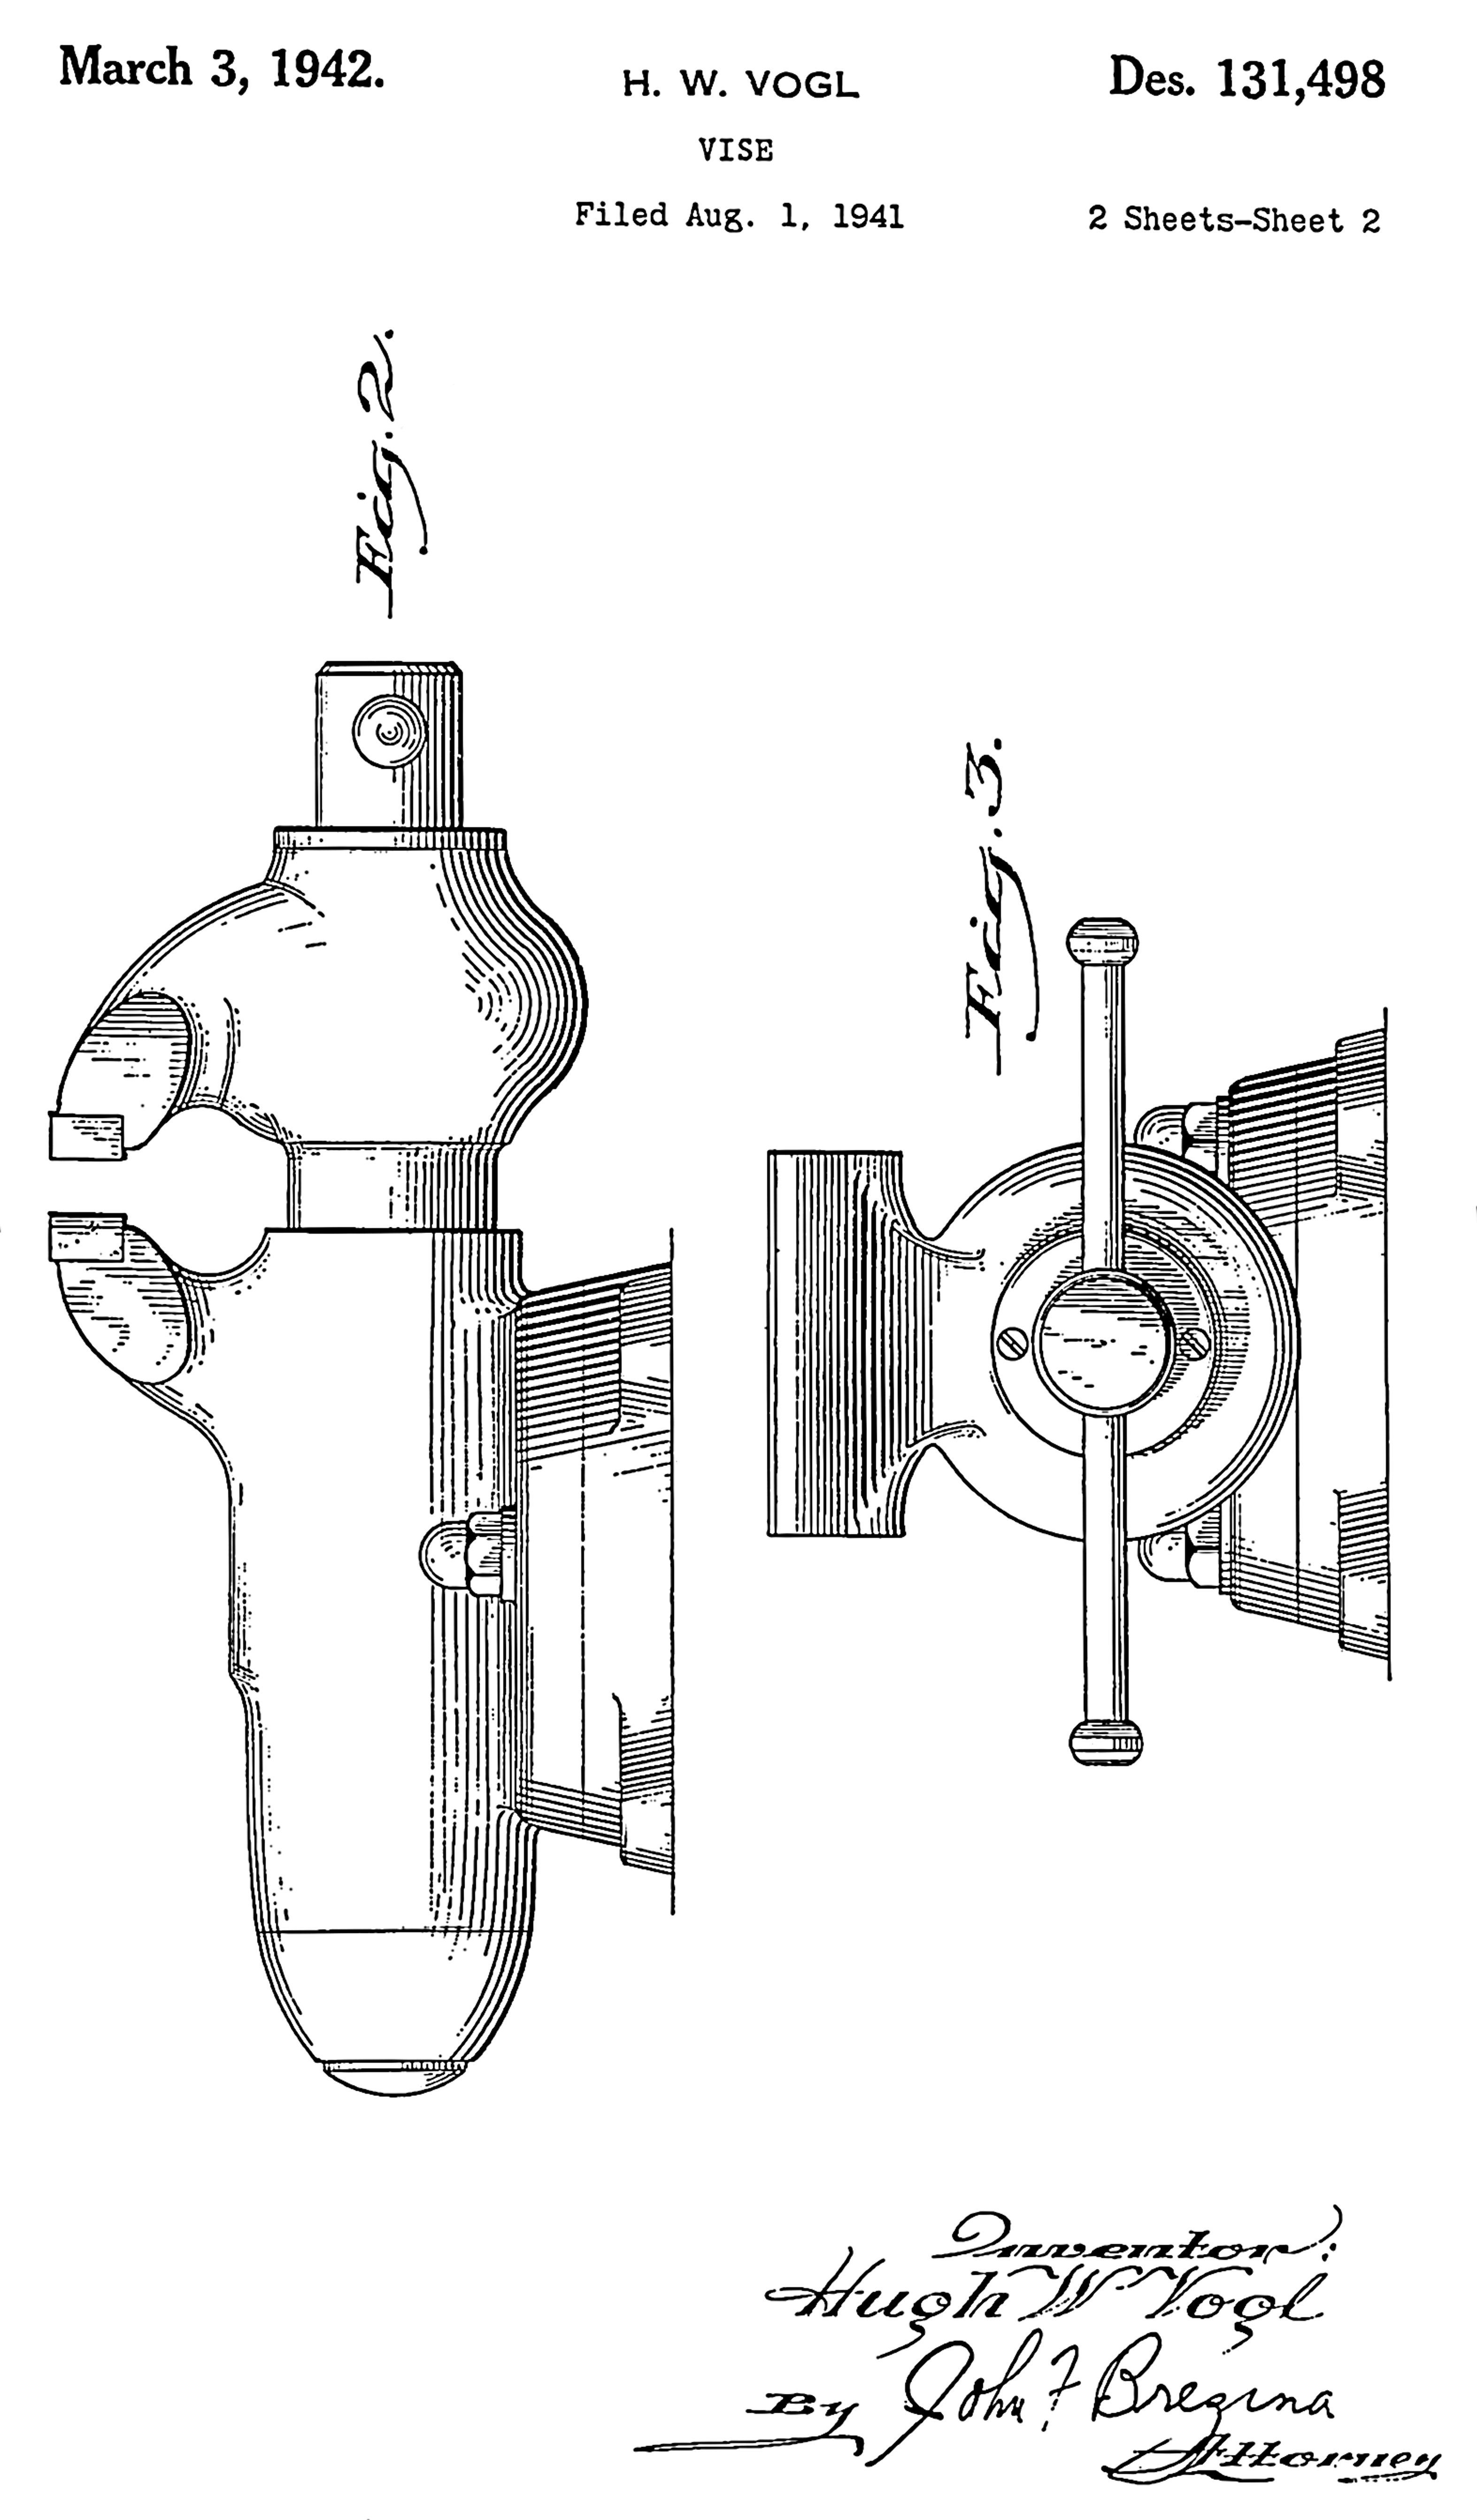 March 3, 1942.
H. W. VOGL
Des. 131,498
VISE
Filed Aug. 1, 1941
2 Sheets-Sheet 2
Fig. 2.
Fig. 3.
Inventor:
Hugh W. Vogl
By John F. Brezina
Attorney